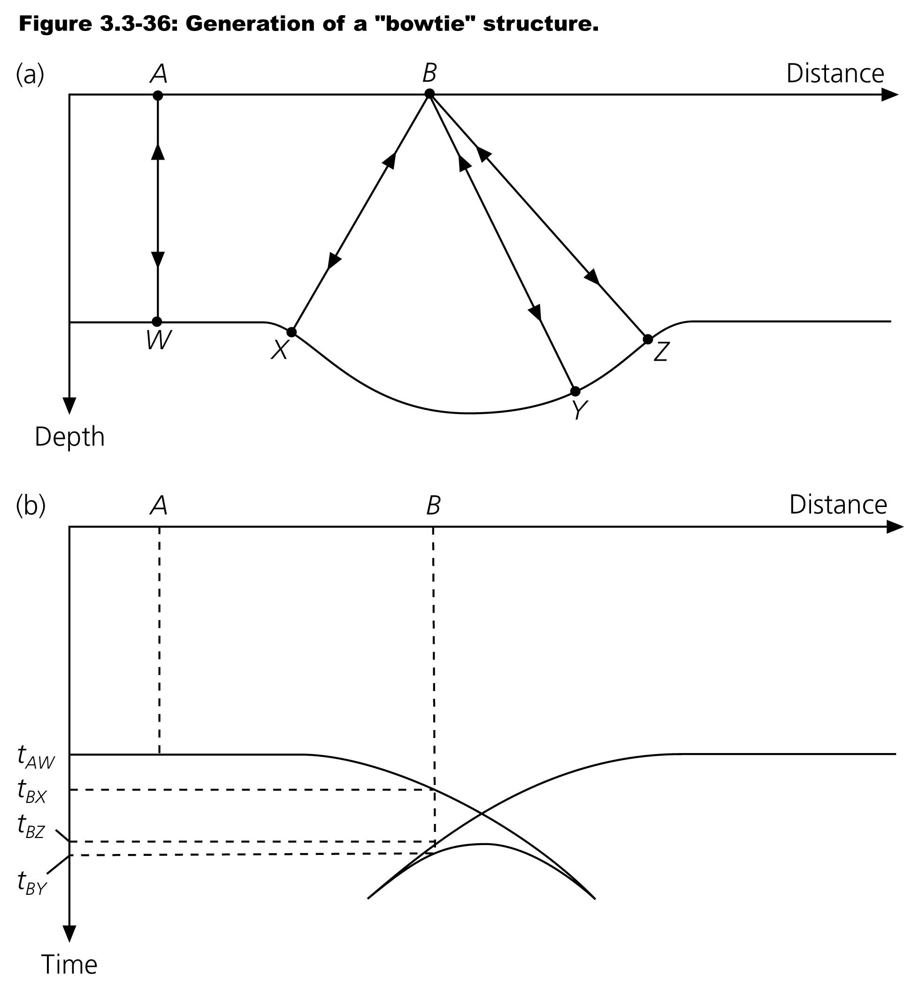 Figure 3.3-36: Generation of a "bowtie" structure.
(a)
A
B
Distance
W
X
Z
Y
Depth
(b)
A
B
Distance
tAW
tBX
tBZ
tBY
Time